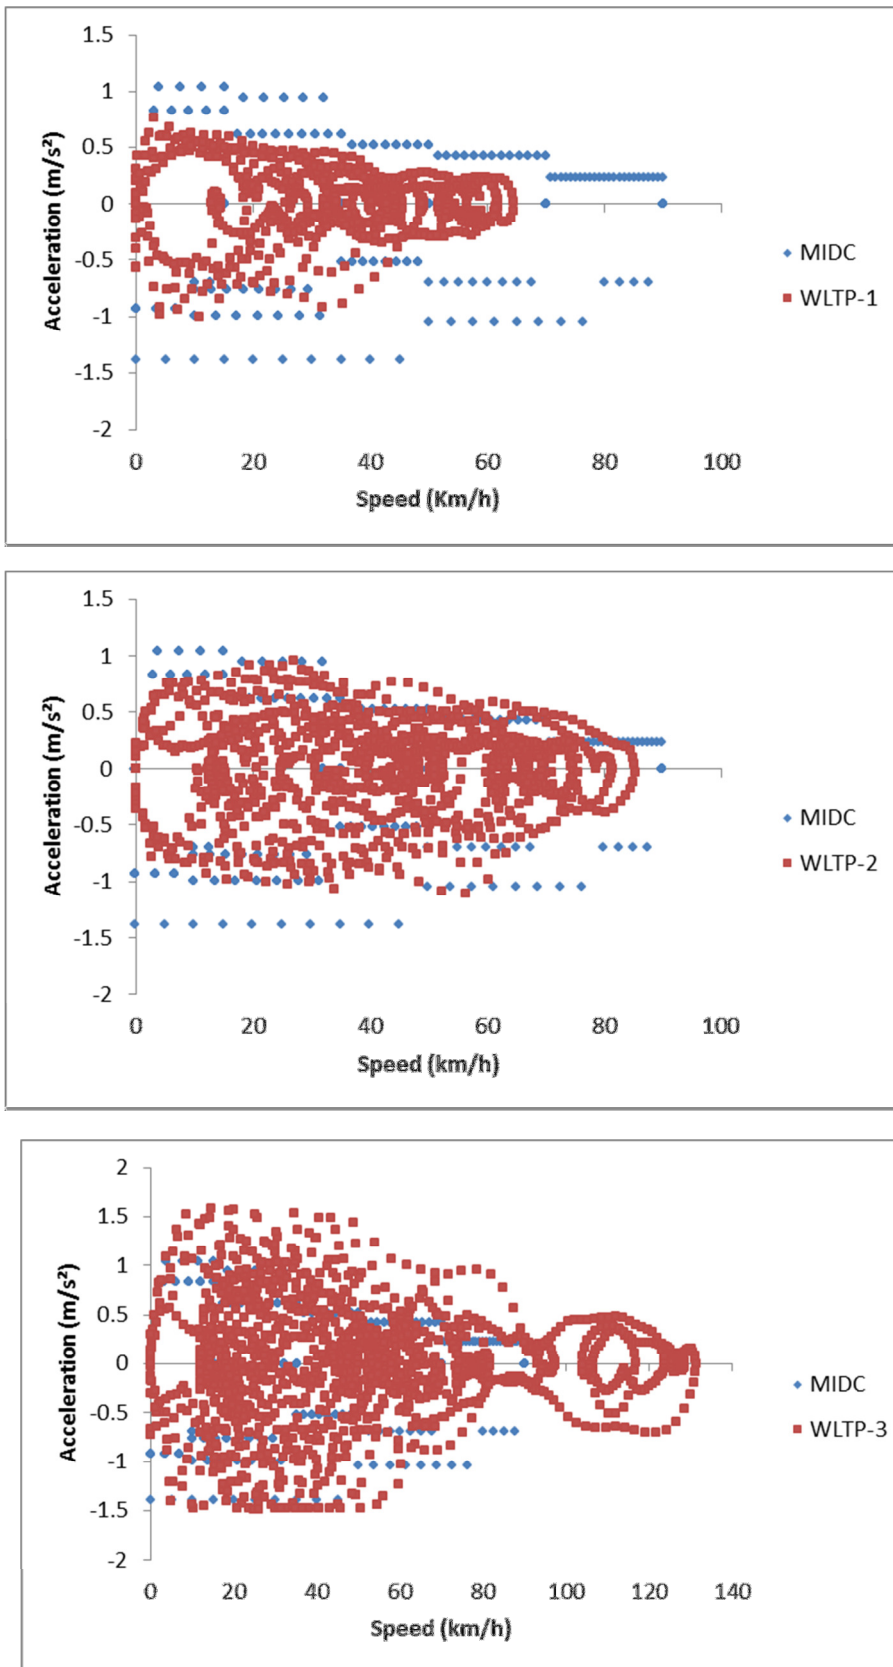 1.5
1
0.5
0
-0.5
-1
-1.5
-2
Acceleration (m/s²)
0 20 40 60 80 100
Speed (Km/h)
MIDC
WLTP-1
1.5
1
0.5
0
-0.5
-1
-1.5
-2
Acceleration (m/s²)
0 20 40 60 80 100
Speed (km/h)
MIDC
WLTP-2
2
1.5
1
0.5
0
-0.5
-1
-1.5
-2
Acceleration (m/s²)
0 20 40 60 80 100 120 140
Speed (km/h)
MIDC
WLTP-3